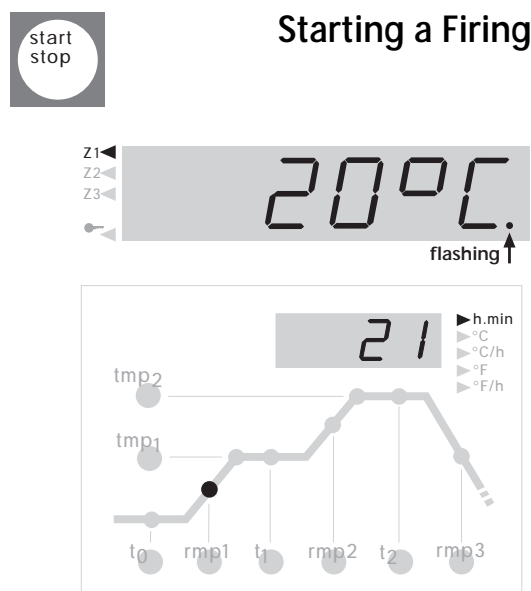 start
stop
Starting a Firing
Z1
Z2
Z3
20°C.
flashing
21
h.min
°C
°C/h
°F
°F/h
tmp2
tmp1
t0 rmp1 t1 rmp2 t2 rmp3